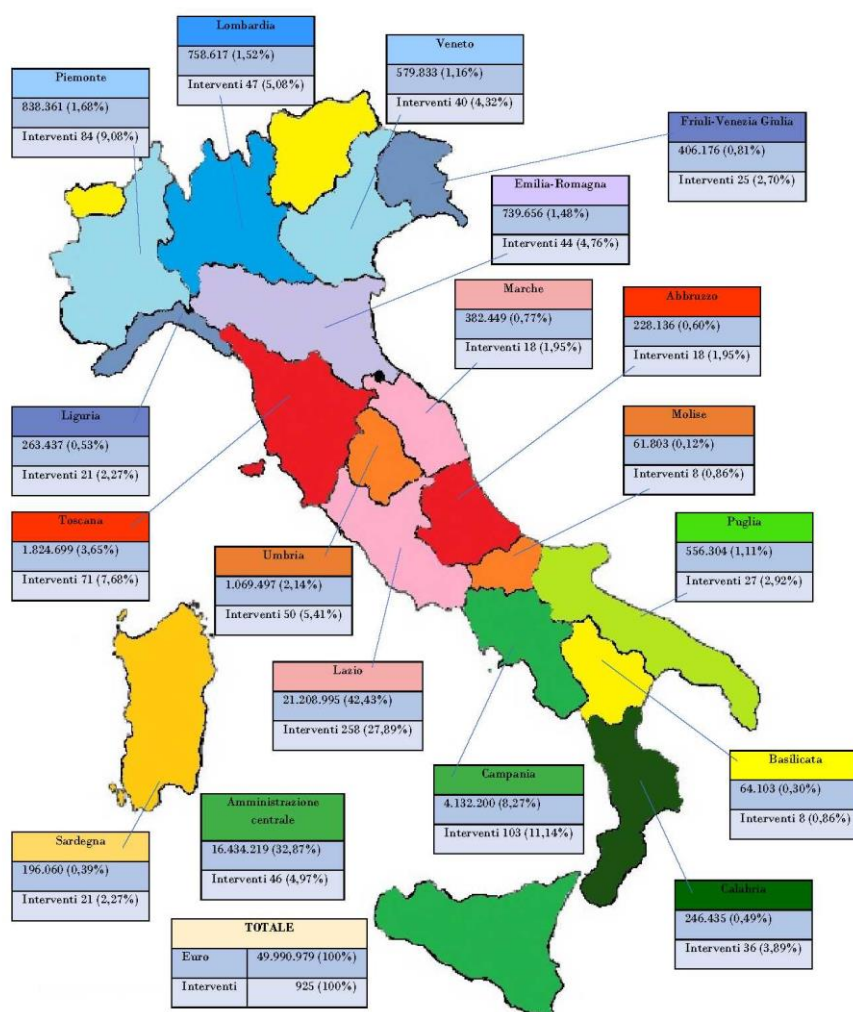 Lombardia
758.617 (1,52%)
Interventi 47 (5,08%)
Veneto
579.833 (1,16%)
Interventi 40 (4,32%)
Piemonte
838.361 (1,68%)
Interventi 84 (9,08%)
Friuli-Venezia Giulia
406.176 (0,81%)
Interventi 25 (2,70%)
Emilia-Romagna
739.656 (1,48%)
Interventi 44 (4,76%)
Marche
382.449 (0,77%)
Interventi 18 (1,95%)
Abbruzzo
228.136 (0,60%)
Interventi 18 (1,95%)
Liguria
263.437 (0,53%)
Interventi 21 (2,27%)
Molise
61.803 (0,12%)
Interventi 8 (0,86%)
Toscana
1.824.699 (3,65%)
Interventi 71 (7,68%)
Umbria
1.069.497 (2,14%)
Interventi 50 (5,41%)
Puglia
556.304 (1,11%)
Interventi 27 (2,92%)
Lazio
21.208.995 (42,43%)
Interventi 258 (27,89%)
Basilicata
64.103 (0,30%)
Interventi 8 (0,86%)
Campania
4.132.200 (8,27%)
Interventi 103 (11,14%)
Amministrazione
centrale
16.434.219 (32,87%)
Interventi 46 (4,97%)
Sardegna
196.060 (0,39%)
Interventi 21 (2,27%)
Calabria
246.435 (0,49%)
Interventi 36 (3,89%)
TOTALE
Euro 49.990.979 (100%)
Interventi 925 (100%)